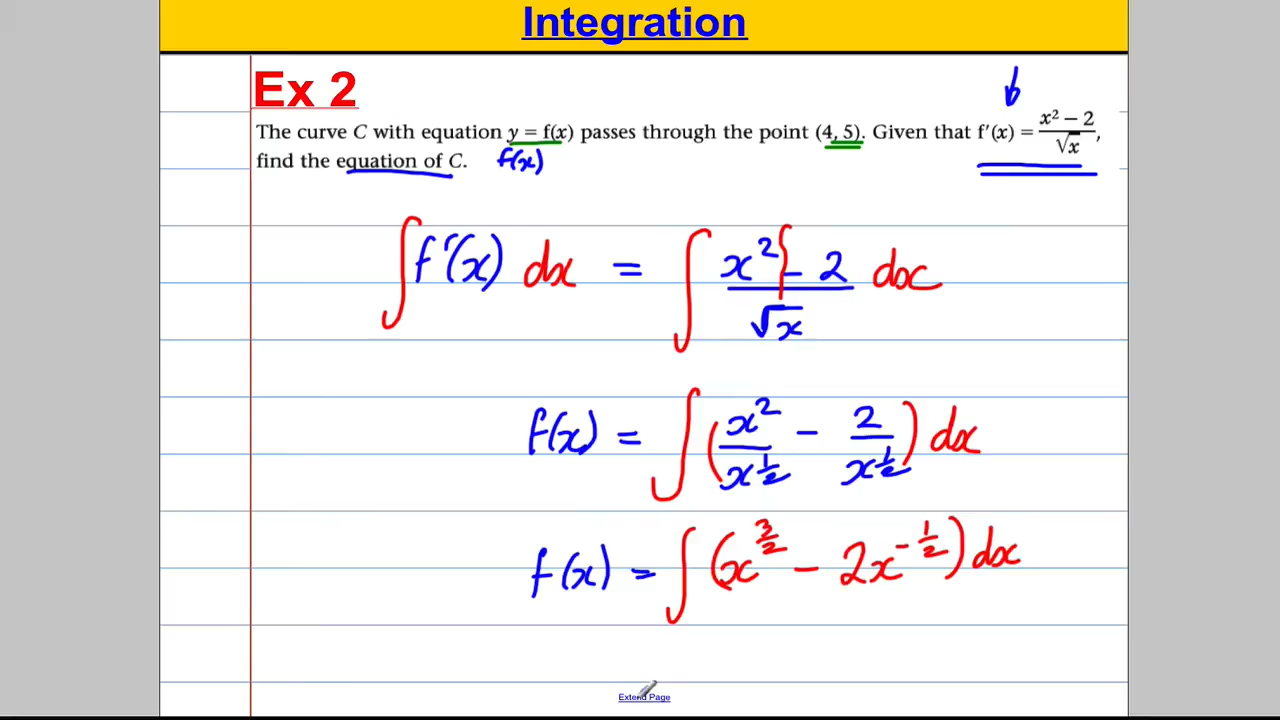 Integration
Ex 2
The curve C with equation y = f(x) passes through the point (4, 5). Given that f′(x) = (x² − 2)/√x,
find the equation of C. f(x)
∫ f'(x) dx = ∫ (x² − 2)/√x dx
f(x) = ∫ (x²/x^(1/2) − 2/x^(1/2)) dx
f(x) = ∫ (x^(3/2) − 2x^(−1/2)) dx
Extend Page